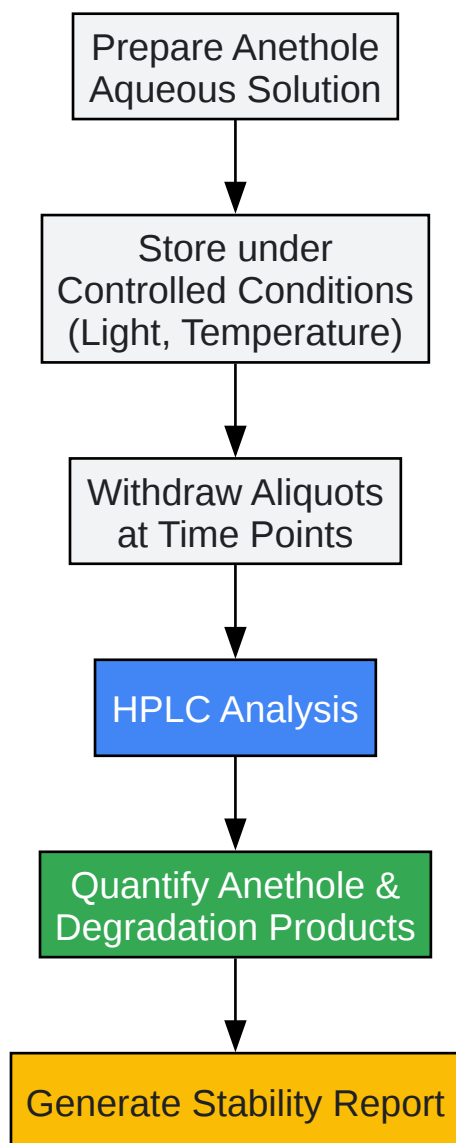 Prepare Anethole
Aqueous Solution
Store under
Controlled Conditions
(Light, Temperature)
Withdraw Aliquots
at Time Points
HPLC Analysis
Quantify Anethole &
Degradation Products
Generate Stability Report